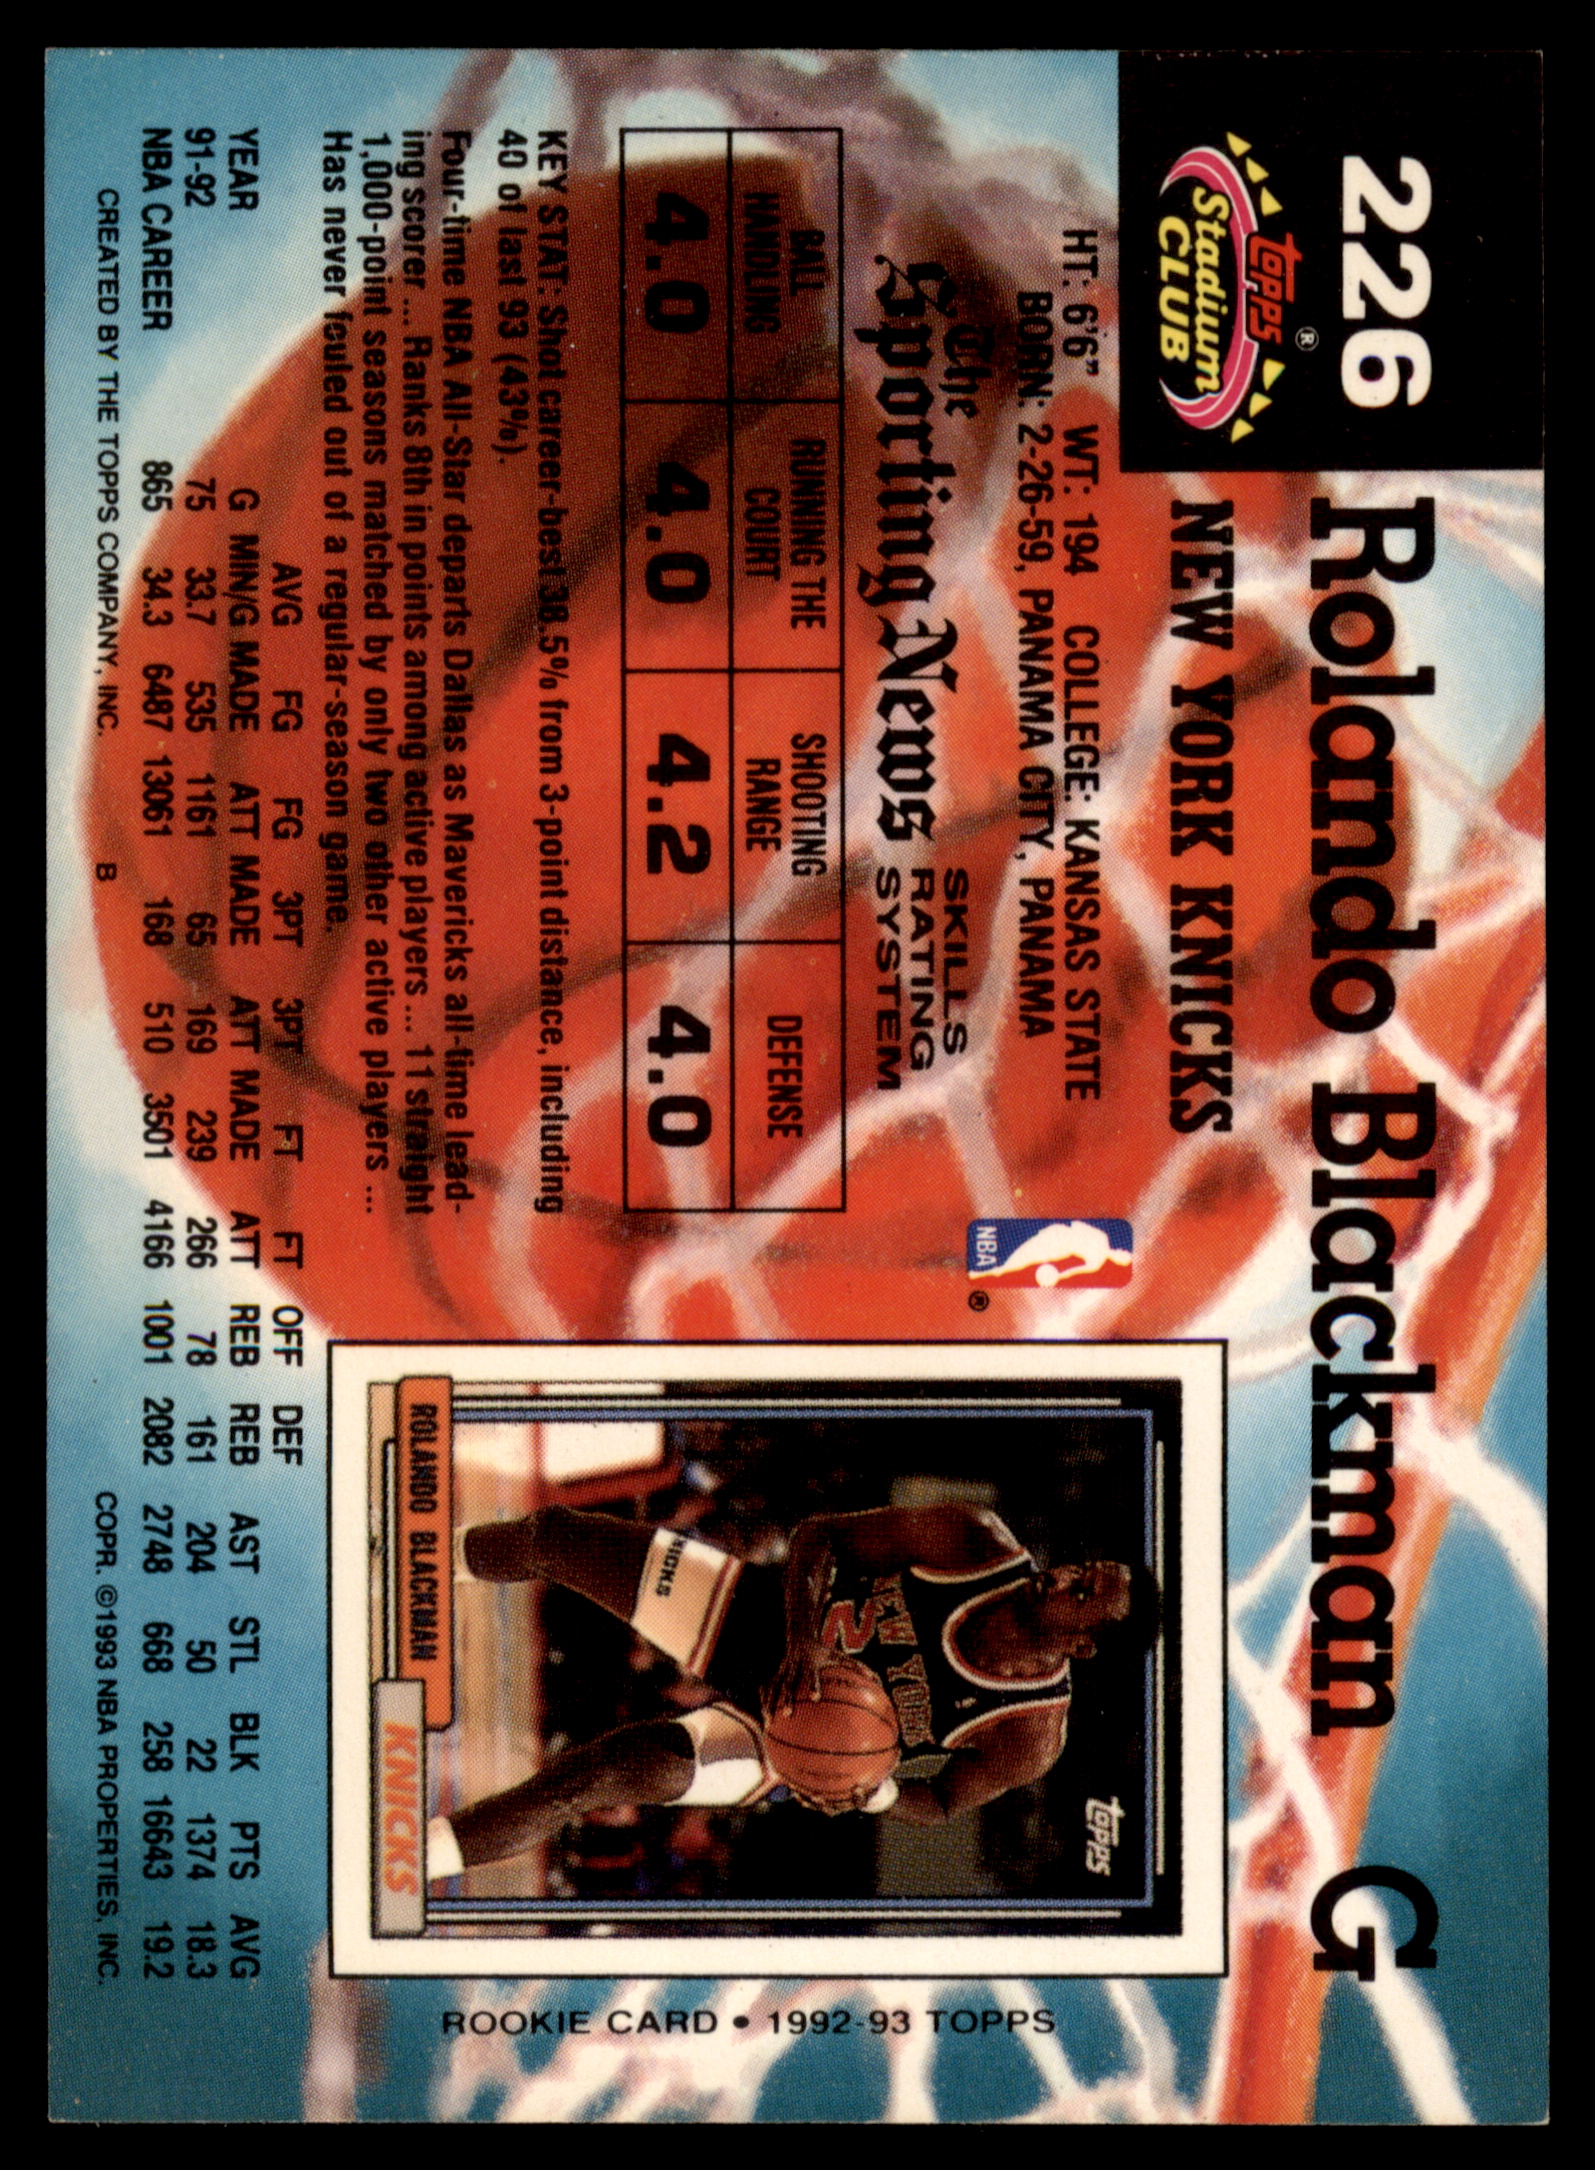 226
Rolando Blackman G
TOPPS®
Stadium
CLUB
NEW YORK KNICKS
HT: 6'6" WT: 194 COLLEGE: KANSAS STATE
BORN: 2-26-59, PANAMA CITY, PANAMA
NBA ®
The
Sporting News
SKILLS
RATING
SYSTEM
BALL HANDLING RUNNING THE COURT SHOOTING RANGE DEFENSE
4.0 4.0 4.2 4.0
KEY STAT: Shot career-best 38.5% from 3-point distance, including
40 of last 93 (43%).
Four-time NBA All-Star departs Dallas as Mavericks all-time lead-
ing scorer ... Ranks 8th in points among active players ... 11 straight
1,000-point seasons matched by only two other active players ...
Has never fouled out of a regular-season game.
AVG FG FG 3PT 3PT FT FT OFF DEF
YEAR G MIN/G MADE ATT MADE ATT MADE ATT REB REB AST STL BLK PTS AVG
91-92 75 33.7 535 1161 65 169 239 266 78 161 204 50 22 1374 18.3
NBA CAREER 865 34.3 6487 13061 168 510 3501 4166 1001 2082 2748 668 258 16643 19.2
CREATED BY THE TOPPS COMPANY, INC. B COPR. ©1993 NBA PROPERTIES, INC.
TOPPS
NEW YORK
2
KICKS
ROLANDO BLACKMAN
KNICKS
ROOKIE CARD • 1992-93 TOPPS